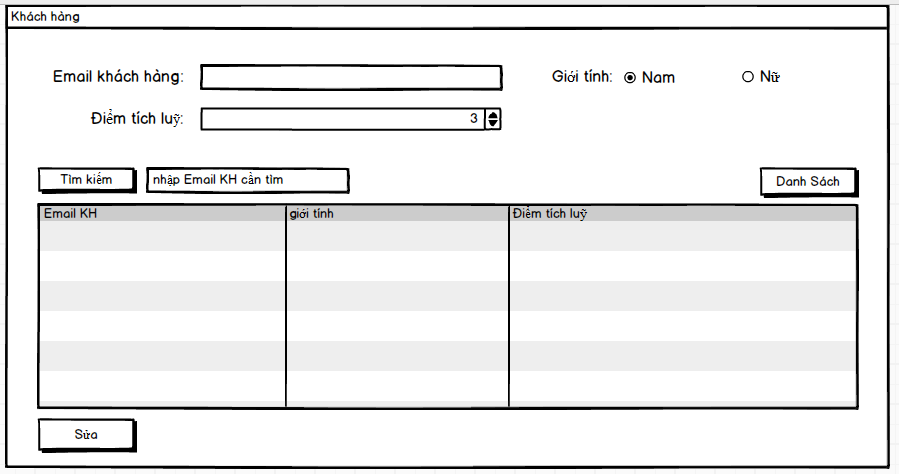 Khách hàng
Email khách hàng:
Giới tính: Nam Nữ
Điểm tích luỹ: 3
Tìm kiếm nhập Email KH cần tìm Danh Sách
Email KH giới tính Điểm tích luỹ
Sửa